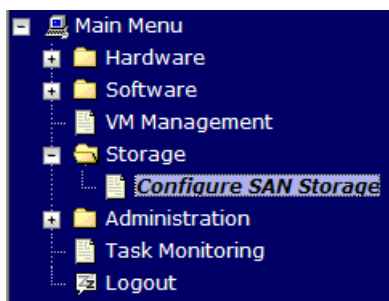 Main Menu
Hardware
Software
VM Management
Storage
Configure SAN Storage
Administration
Task Monitoring
Logout